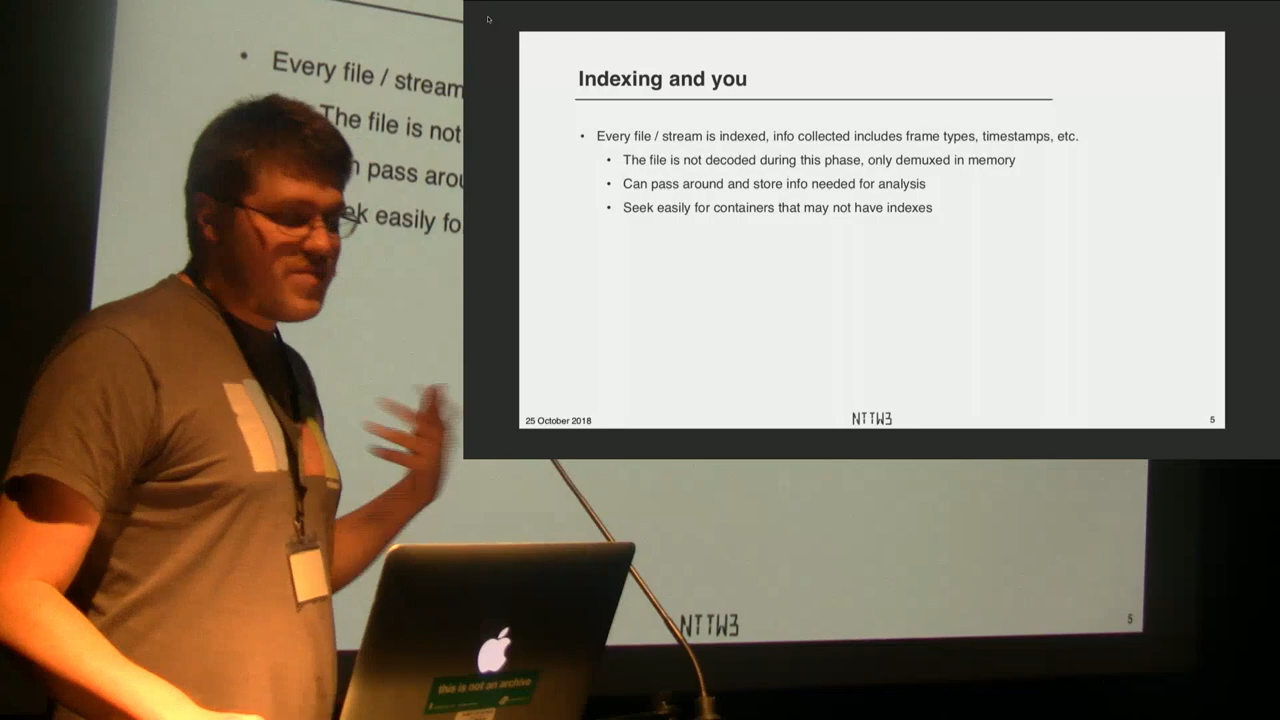 Every file / stream
The file is not
pass arou
ek easily fo
Indexing and you
• Every file / stream is indexed, info collected includes frame types, timestamps, etc.
• The file is not decoded during this phase, only demuxed in memory
• Can pass around and store info needed for analysis
• Seek easily for containers that may not have indexes
25 October 2018
NTTW3
5
NTTW3
5
this is not an archive